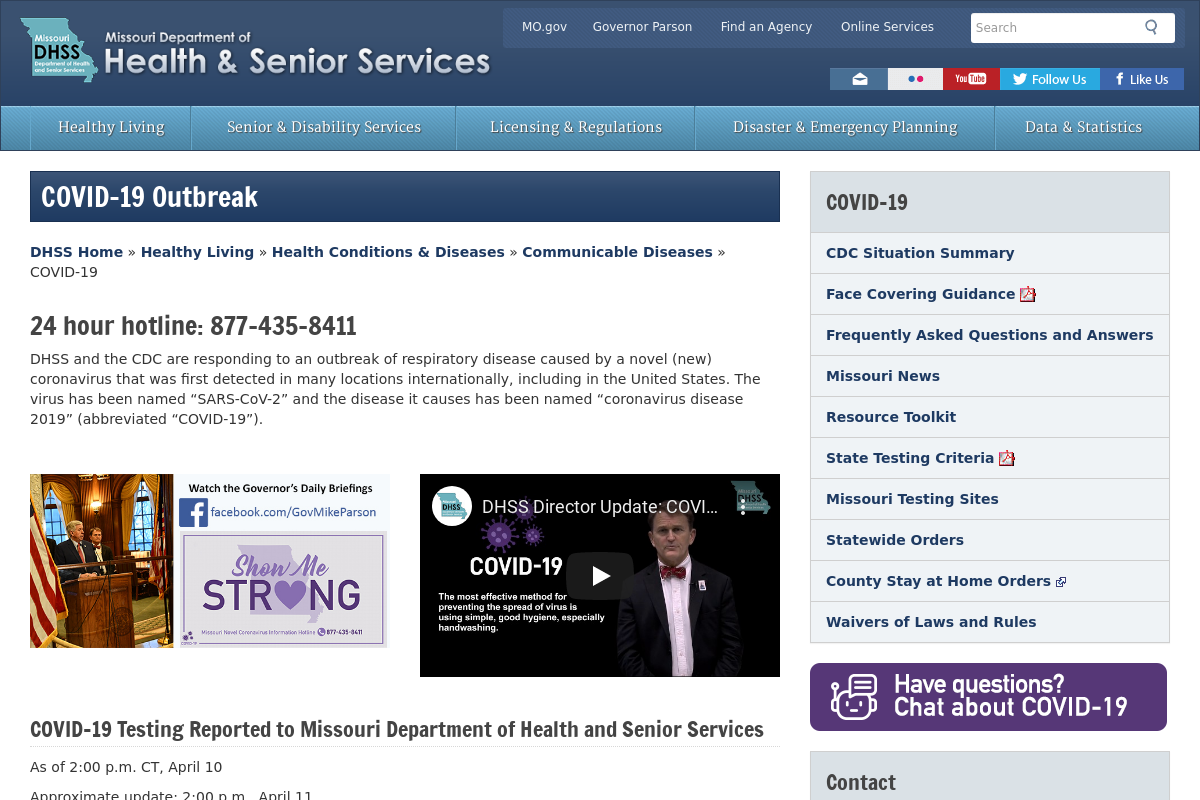 MO.gov Governor Parson Find an Agency Online Services Search
Missouri DHSS Department of Health and Senior Services
Missouri Department of
Health & Senior Services
YouTube Follow Us Like Us
Healthy Living Senior & Disability Services Licensing & Regulations Disaster & Emergency Planning Data & Statistics
COVID-19 Outbreak
DHSS Home » Healthy Living » Health Conditions & Diseases » Communicable Diseases »
COVID-19
24 hour hotline: 877-435-8411
DHSS and the CDC are responding to an outbreak of respiratory disease caused by a novel (new)
coronavirus that was first detected in many locations internationally, including in the United States. The
virus has been named “SARS-CoV-2” and the disease it causes has been named “coronavirus disease
2019” (abbreviated “COVID-19”).
Watch the Governor’s Daily Briefings
facebook.com/GovMikeParson
Show Me
STRONG
Missouri Novel Coronavirus Information Hotline 877-435-8411
DHSS Director Update: COVI...
COVID-19
The most effective method for
preventing the spread of virus is
using simple, good hygiene, especially
handwashing.
COVID-19 Testing Reported to Missouri Department of Health and Senior Services
As of 2:00 p.m. CT, April 10
Approximate update: 2:00 p.m., April 11
COVID-19
CDC Situation Summary
Face Covering Guidance
Frequently Asked Questions and Answers
Missouri News
Resource Toolkit
State Testing Criteria
Missouri Testing Sites
Statewide Orders
County Stay at Home Orders
Waivers of Laws and Rules
Have questions?
Chat about COVID-19
Contact